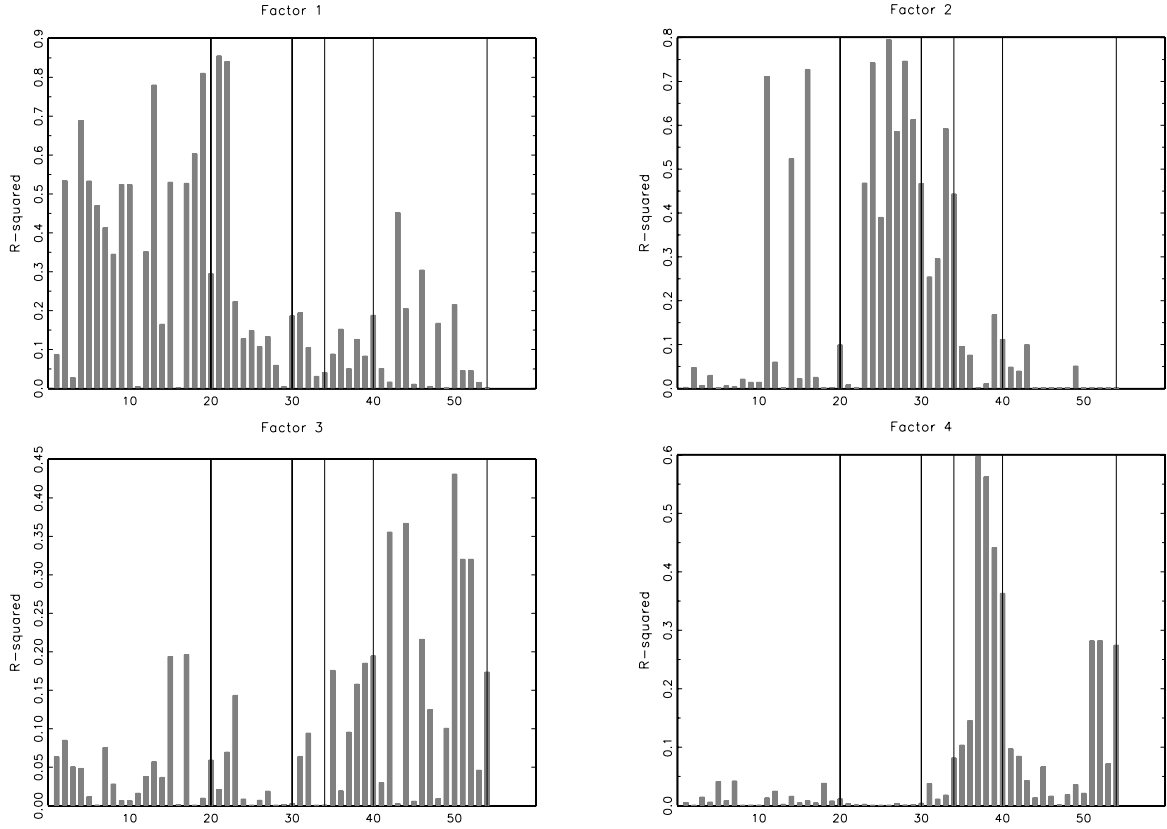 Factor 1
R-squared
0.0 0.1 0.2 0.3 0.4 0.5 0.6 0.7 0.8 0.9
10 20 30 40 50
Factor 2
R-squared
0.0 0.1 0.2 0.3 0.4 0.5 0.6 0.7 0.8
10 20 30 40 50
Factor 3
R-squared
0.00 0.05 0.10 0.15 0.20 0.25 0.30 0.35 0.40 0.45
10 20 30 40 50
Factor 4
R-squared
0.0 0.1 0.2 0.3 0.4 0.5 0.6
10 20 30 40 50